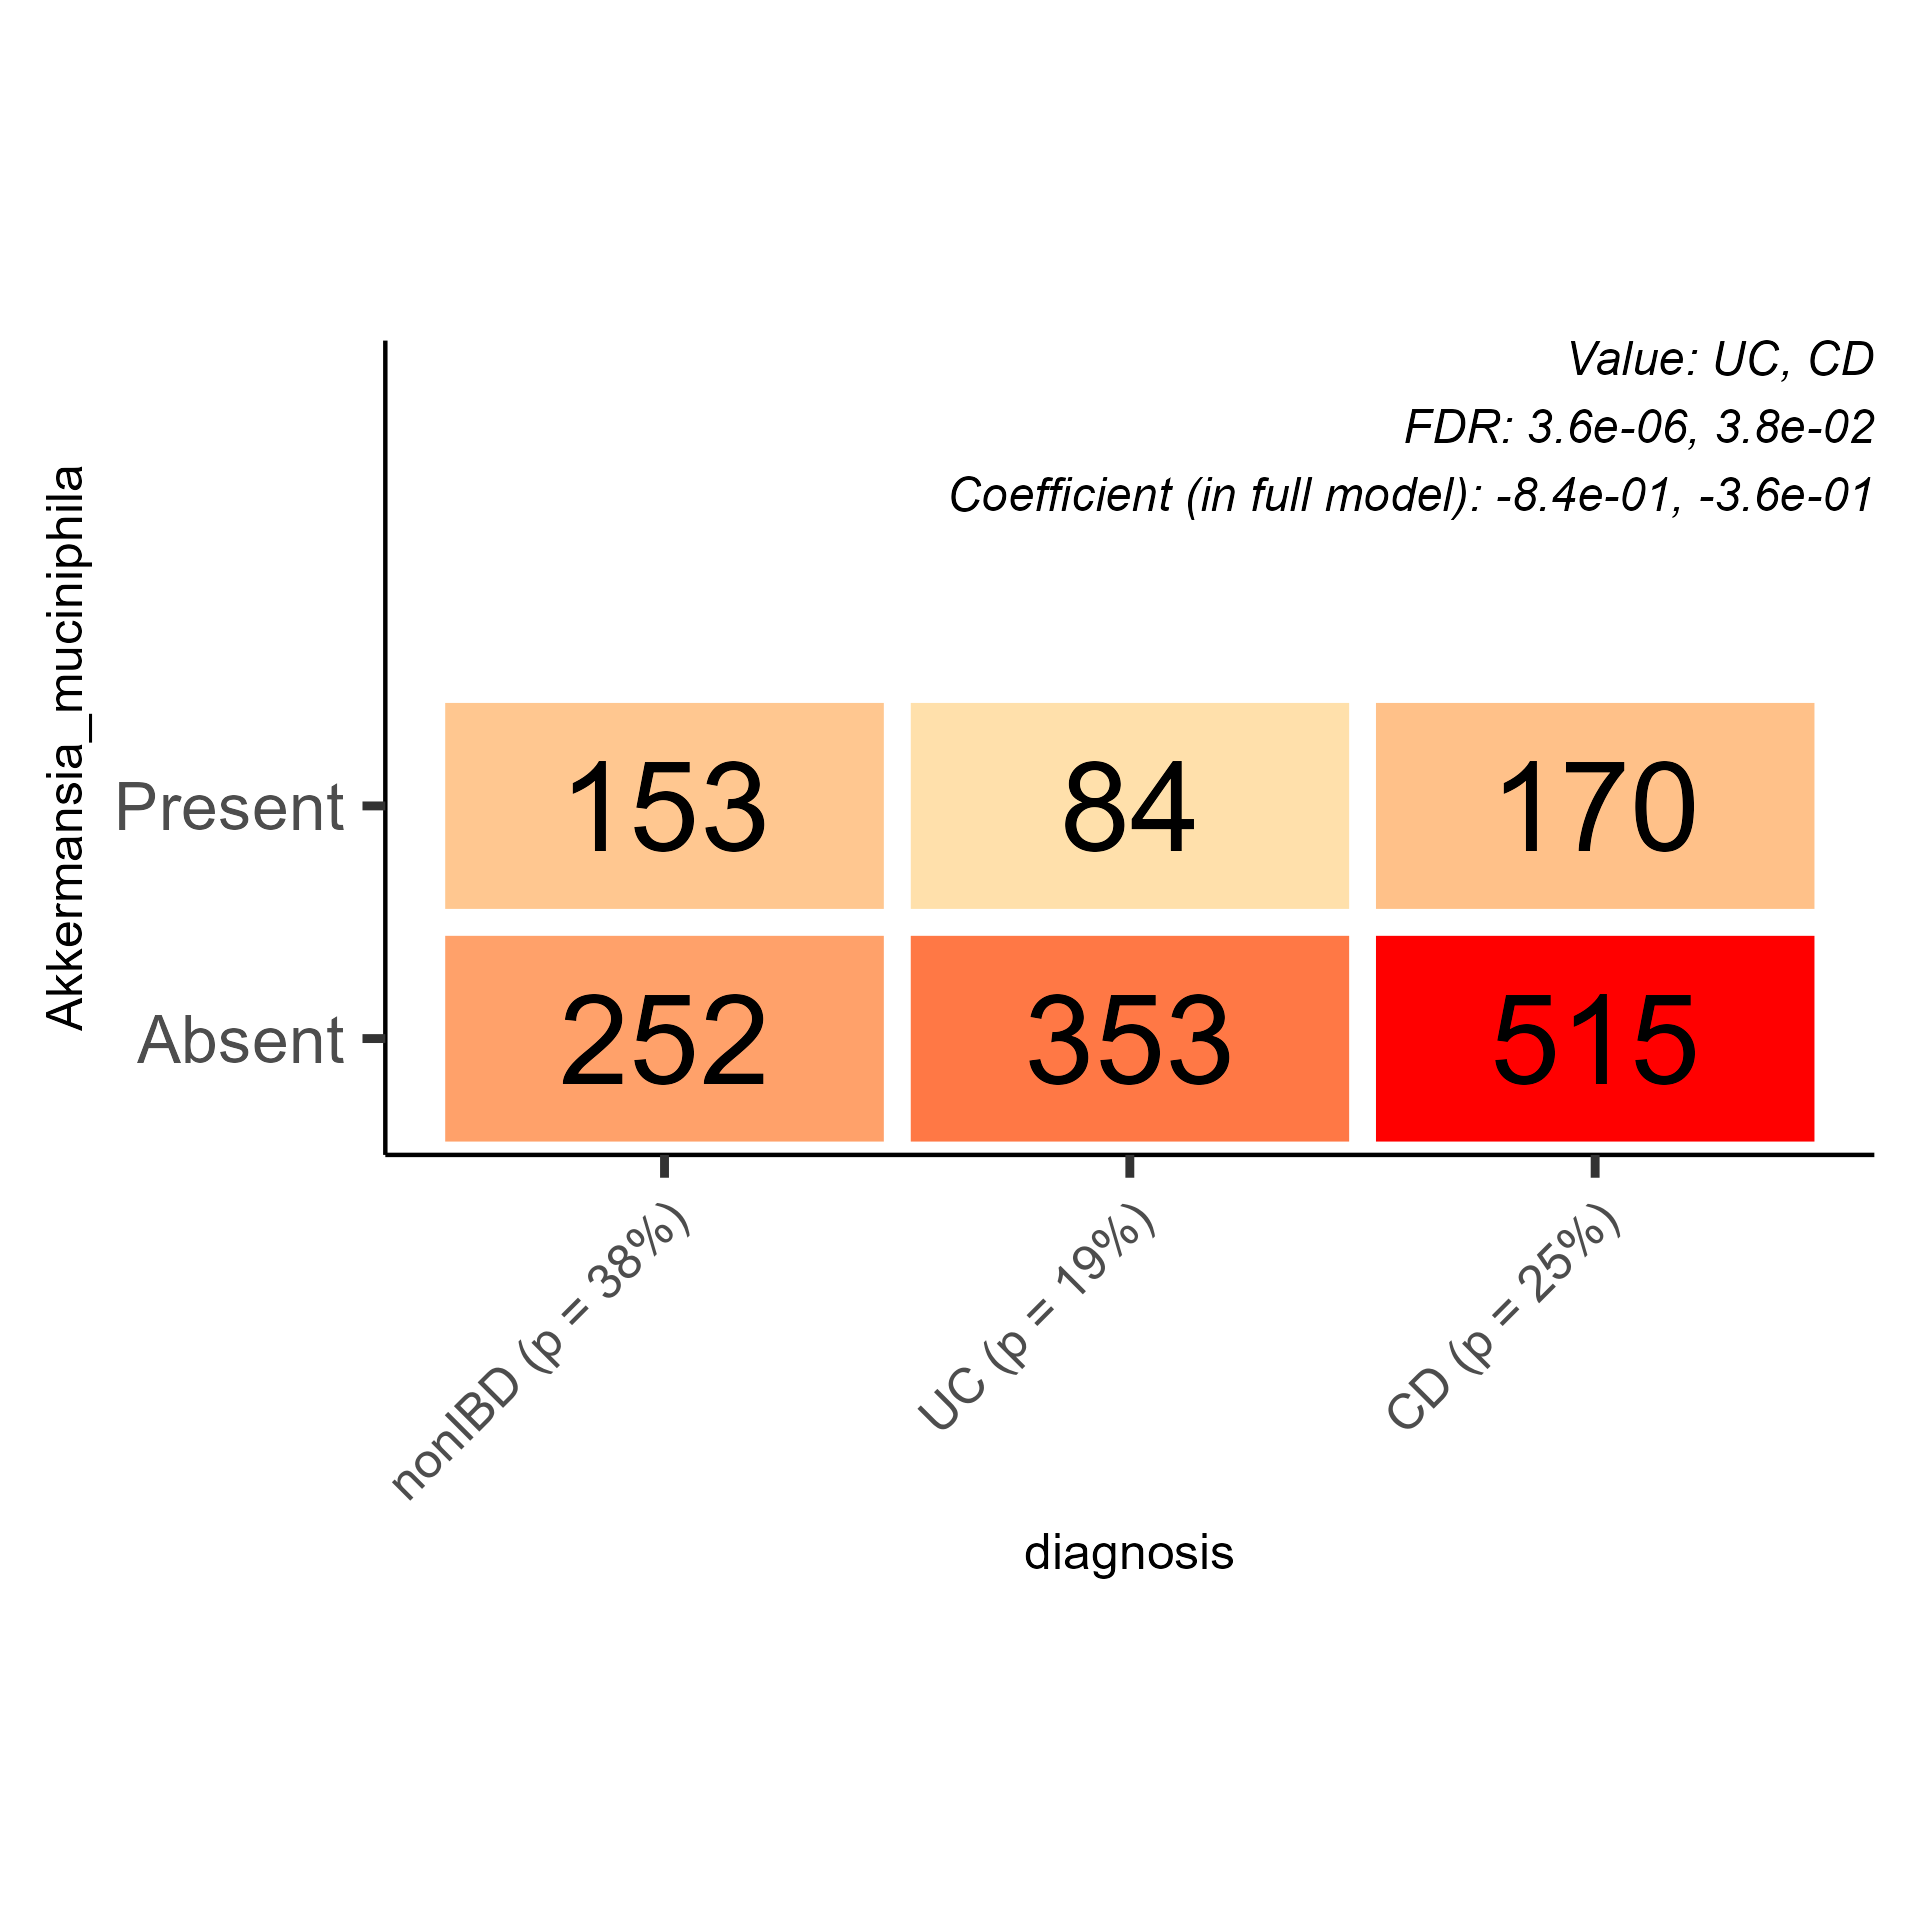 Value: UC, CD
FDR: 3.6e-06, 3.8e-02
Coefficient (in full model): -8.4e-01, -3.6e-01
Akkermansia_muciniphila
Present
153
84
170
Absent
252
353
515
nonIBD (p = 38%)
UC (p = 19%)
CD (p = 25%)
diagnosis